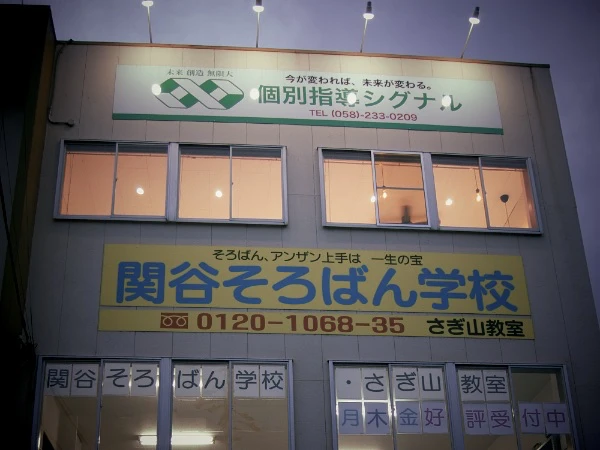 未来 創造 無限大
今が変われば、未来が変わる。
個別指導シグナル
TEL (058)-233-0209
そろばん、アンザン上手は 一生の宝
関谷そろばん学校
0120-1068-35 さぎ山教室
関谷そろばん学校・さぎ山教室
月木金好評受付中